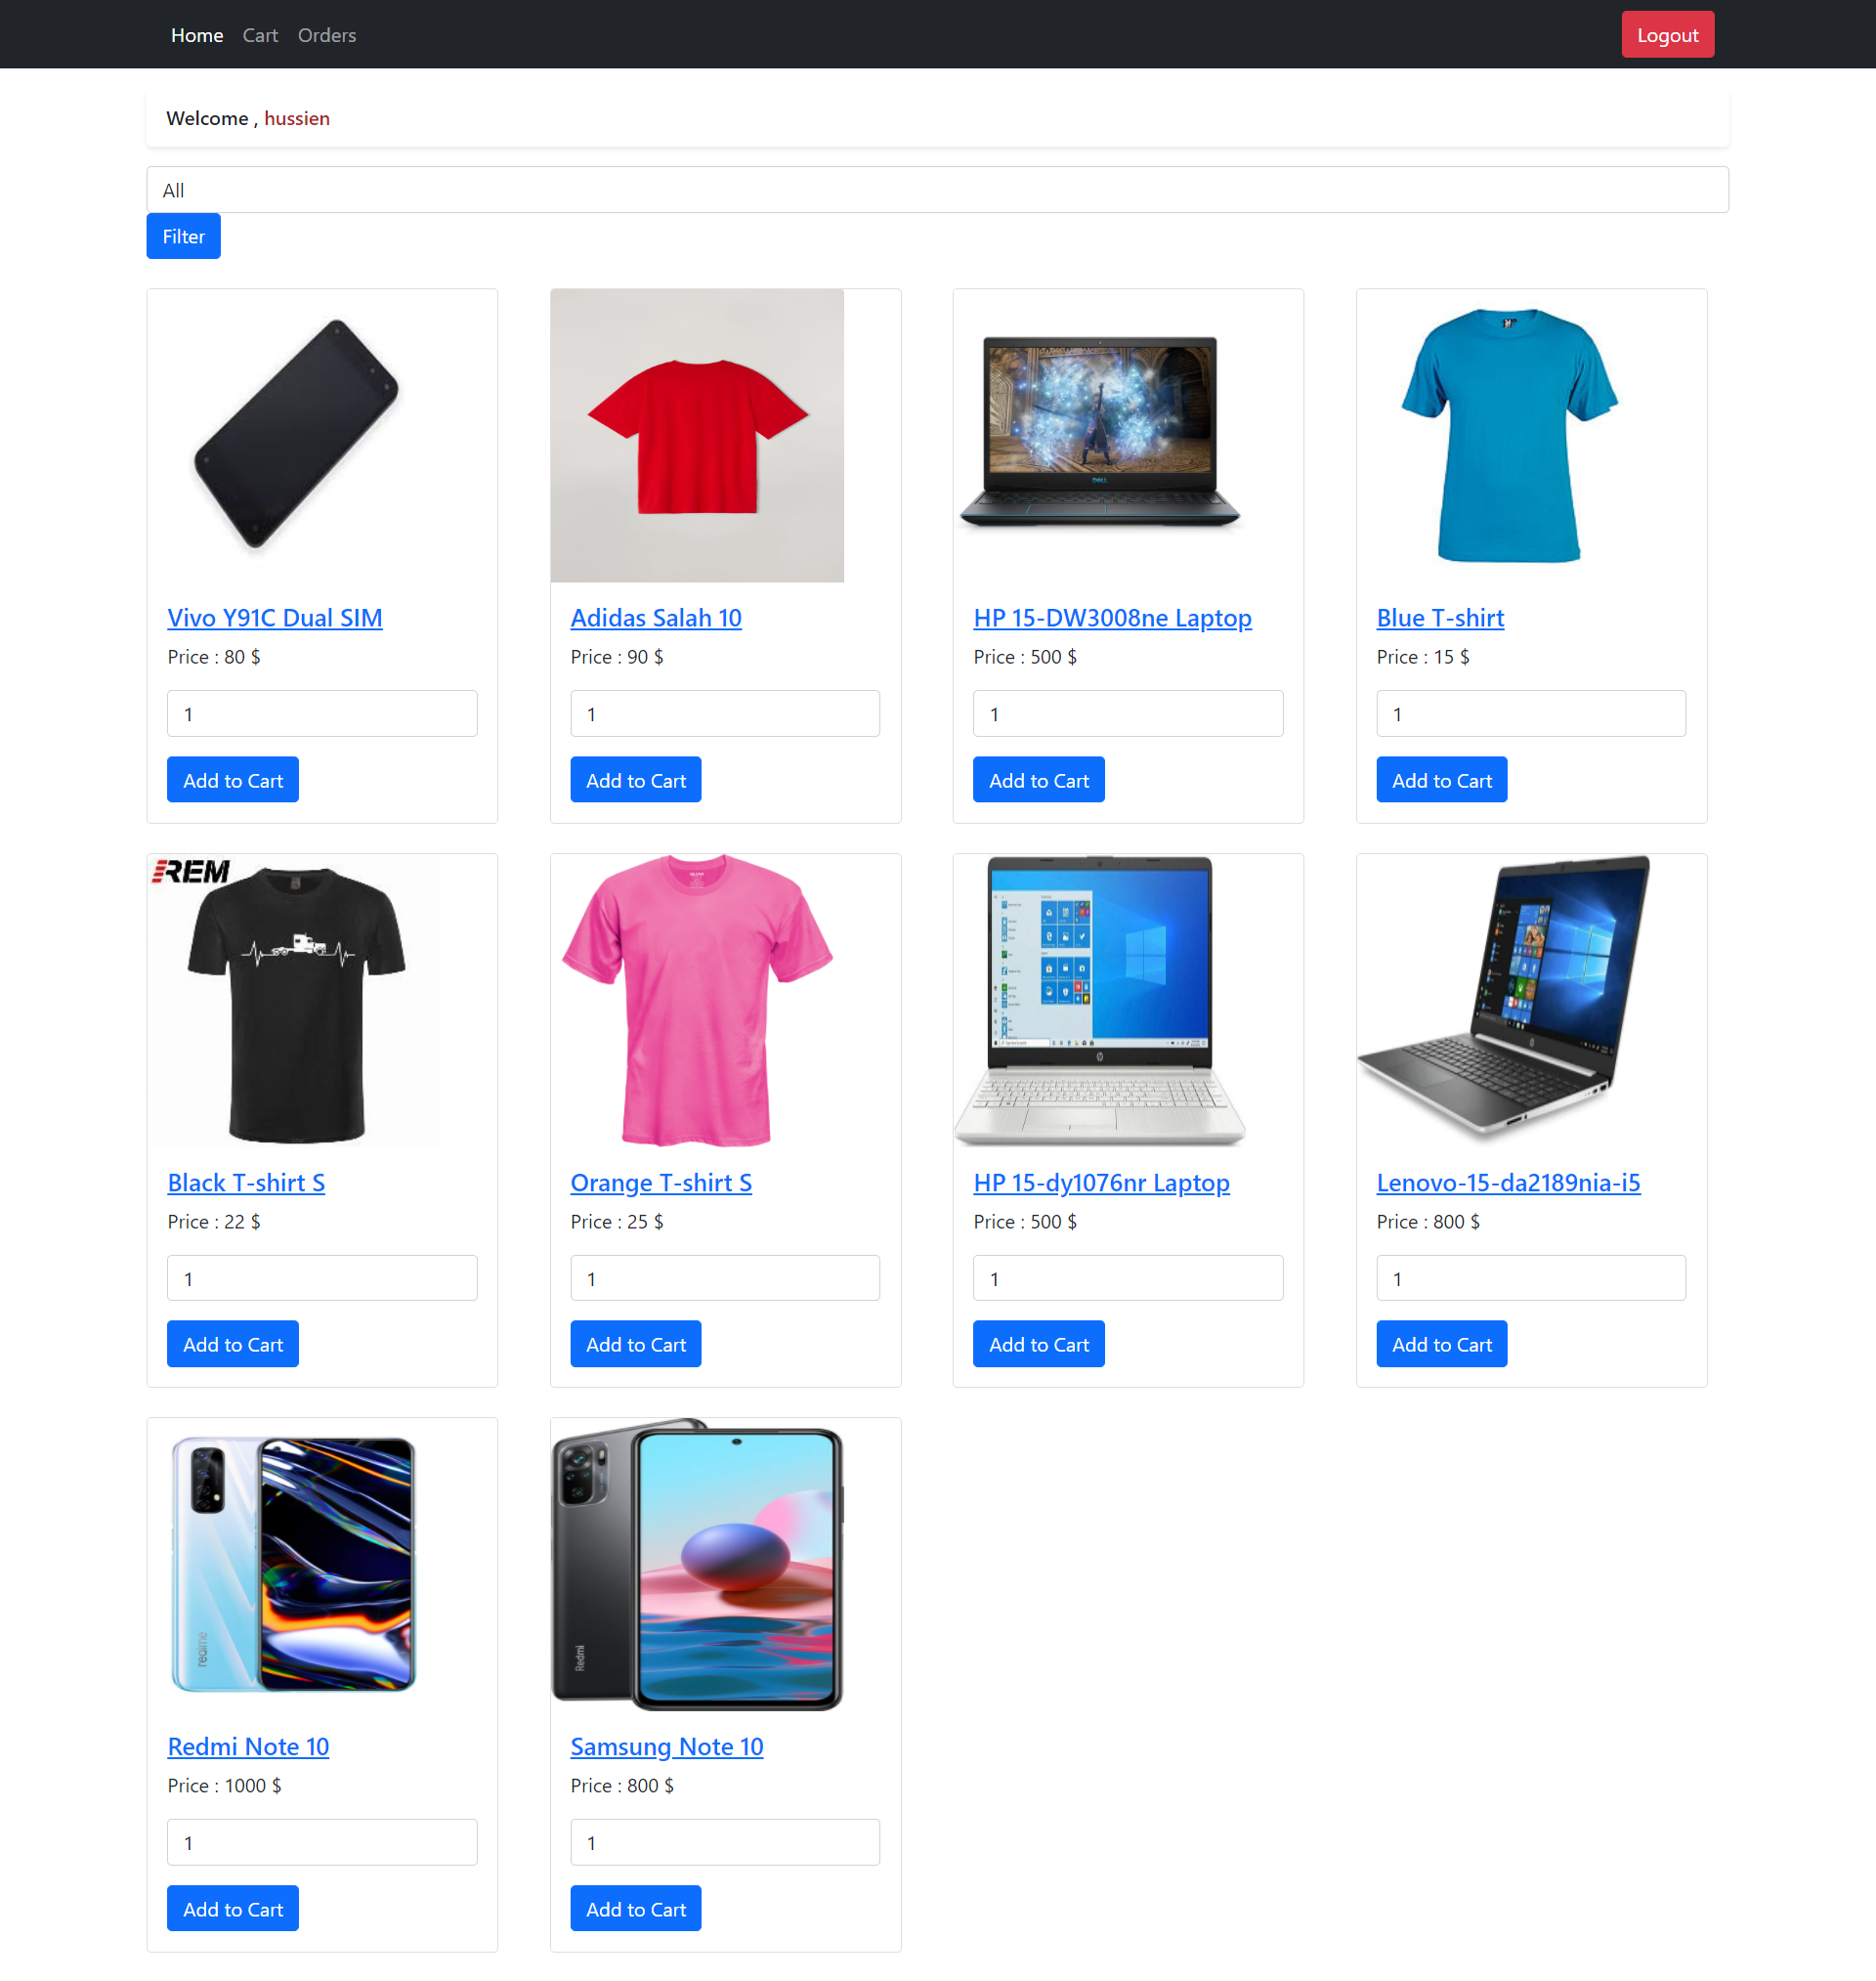 Home Cart Orders Logout
Welcome , hussien
All
Filter
DELL
Vivo Y91C Dual SIM
Adidas Salah 10
HP 15-DW3008ne Laptop
Blue T-shirt
Price : 80 $
Price : 90 $
Price : 500 $
Price : 15 $
1
1
1
1
Add to Cart
Add to Cart
Add to Cart
Add to Cart
REM
hp
hp
Black T-shirt S
Orange T-shirt S
HP 15-dy1076nr Laptop
Lenovo-15-da2189nia-i5
Price : 22 $
Price : 25 $
Price : 500 $
Price : 800 $
1
1
1
1
Add to Cart
Add to Cart
Add to Cart
Add to Cart
realme
Redmi
Redmi Note 10
Samsung Note 10
Price : 1000 $
Price : 800 $
1
1
Add to Cart
Add to Cart